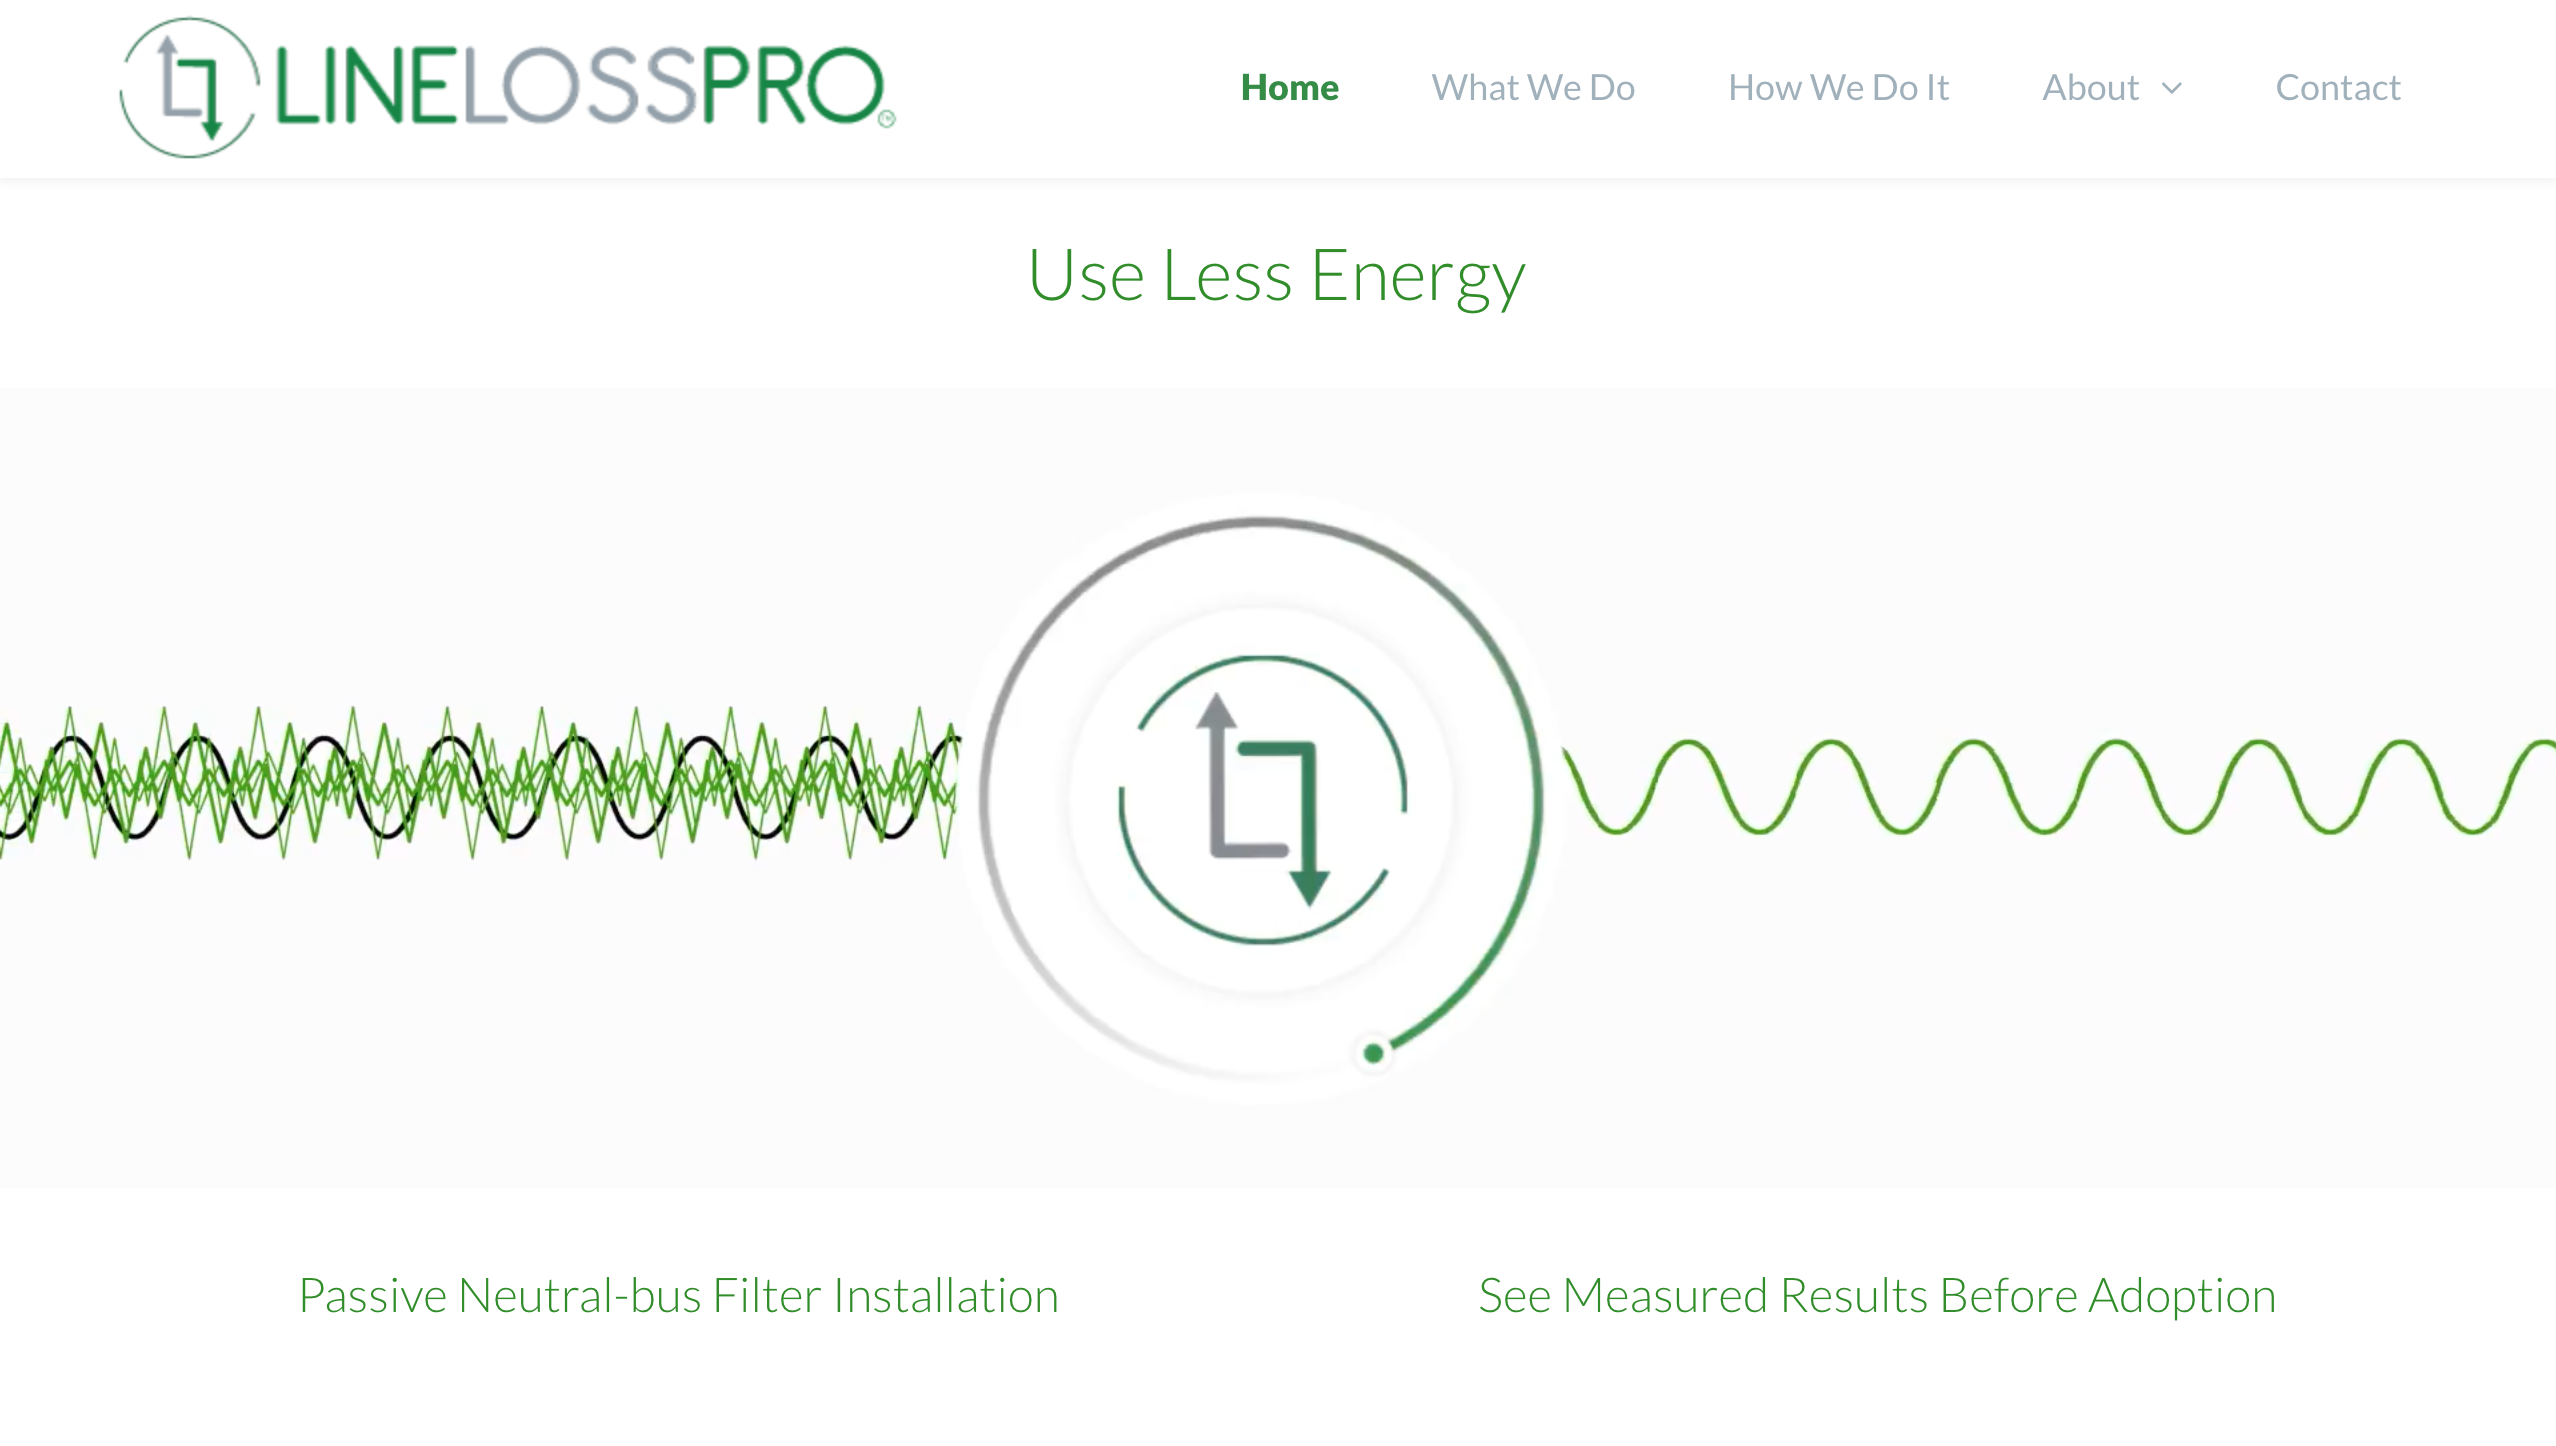 LINELOSSPRO
Home What We Do How We Do It About Contact
Use Less Energy
Passive Neutral-bus Filter Installation
See Measured Results Before Adoption